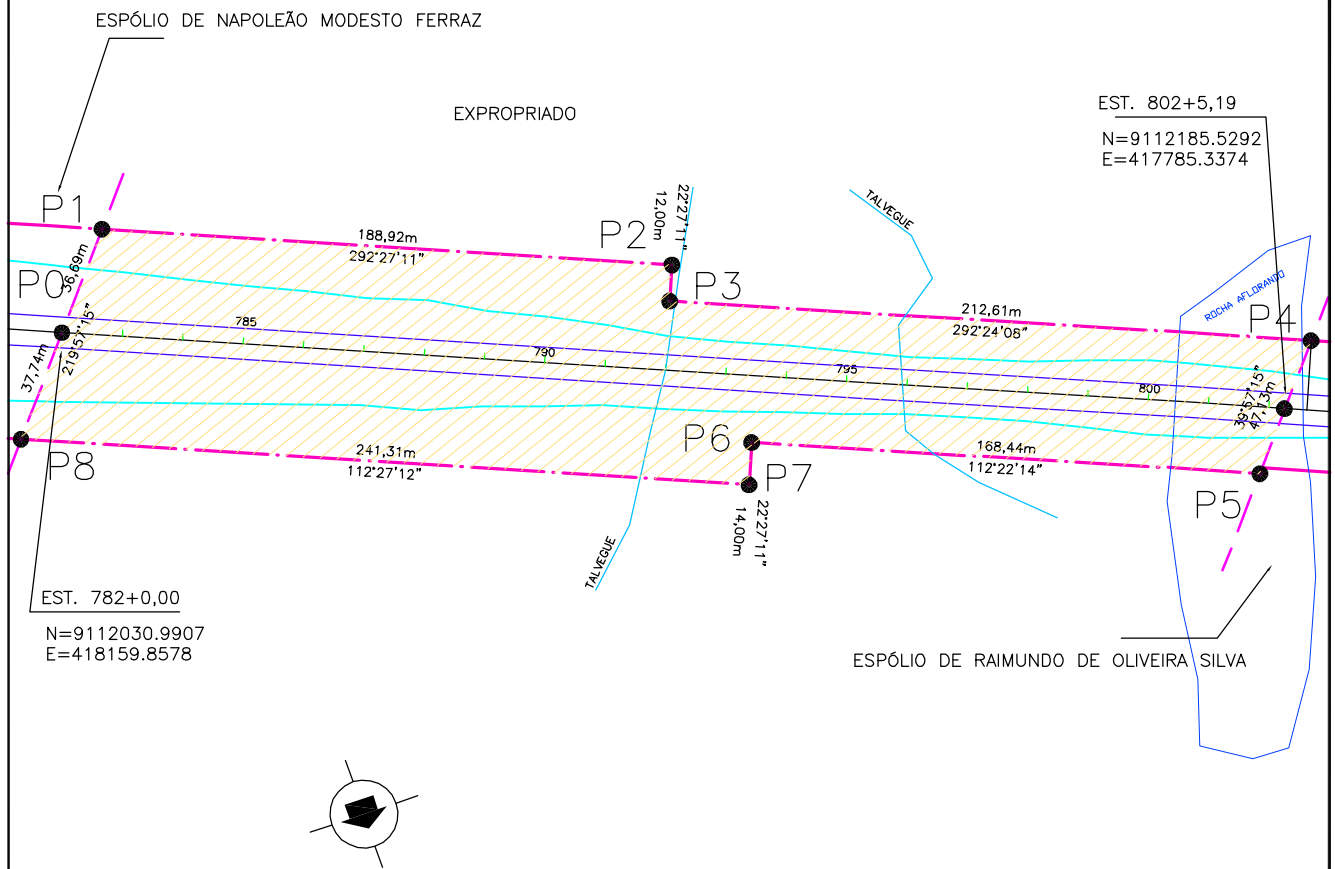 ESPÓLIO DE NAPOLEÃO MODESTO FERRAZ
EXPROPRIADO
EST. 802+5,19
N=9112185.5292
E=417785.3374
P1
188,92m
292°27'11"
P2
12,00m
22°27'11"
P3
TALVEGUE
212,61m
292°24'08"
ROCHA AFLORANDO
P4
36,69m
P0
219°57'15"
37,74m
785
790
795
800
39°57'15"
47,13m
P8
241,31m
112°27'12"
P6
P7
14,00m
22°27'11"
168,44m
112°22'14"
P5
TALVEGUE
EST. 782+0,00
N=9112030.9907
E=418159.8578
ESPÓLIO DE RAIMUNDO DE OLIVEIRA SILVA